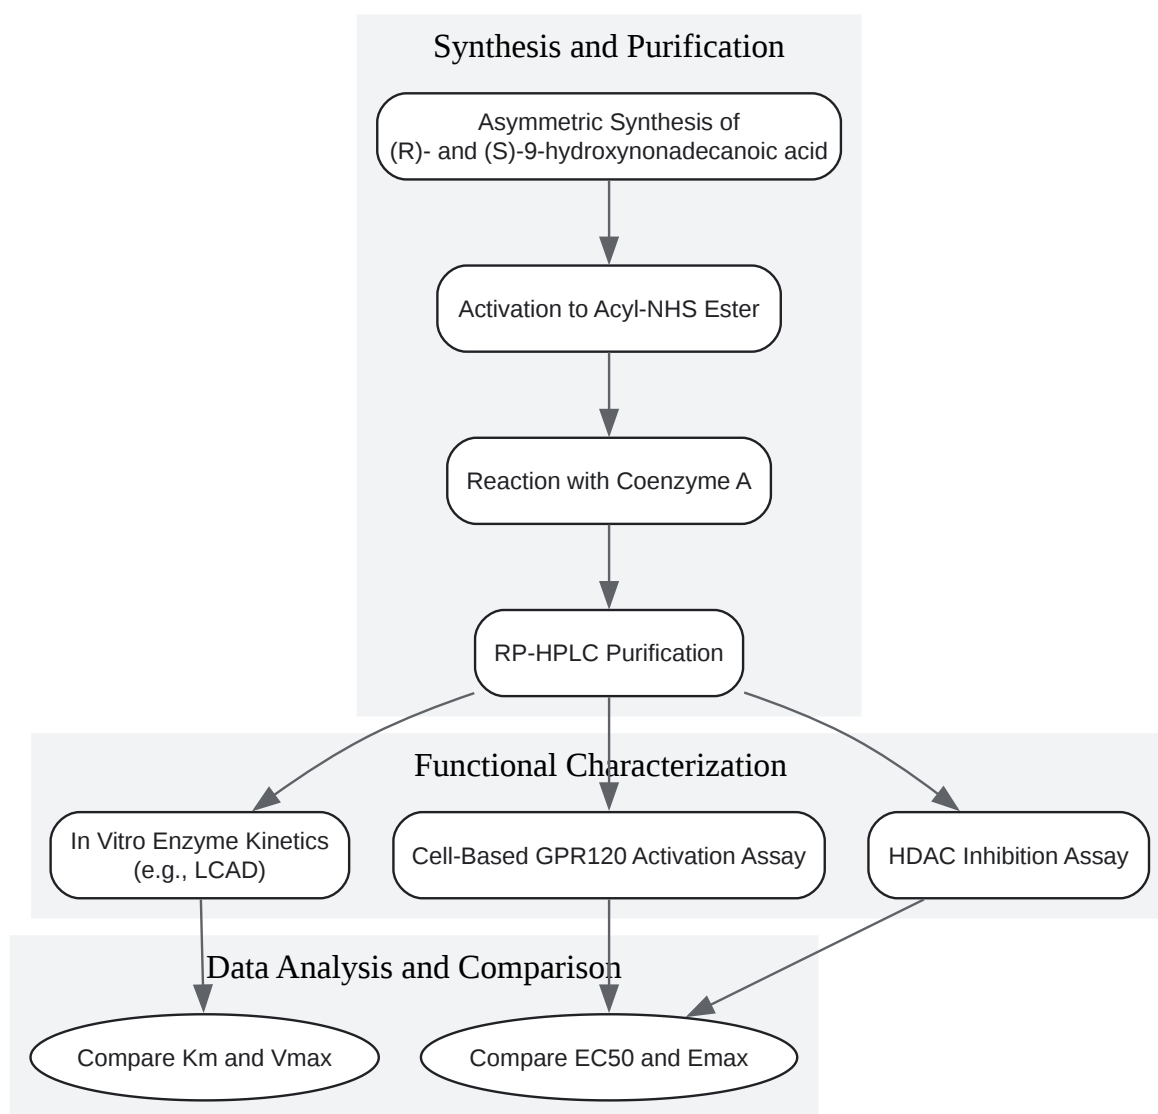 Synthesis and Purification
Asymmetric Synthesis of
(R)- and (S)-9-hydroxynonadecanoic acid
Activation to Acyl-NHS Ester
Reaction with Coenzyme A
RP-HPLC Purification
Functional Characterization
In Vitro Enzyme Kinetics
(e.g., LCAD)
Cell-Based GPR120 Activation Assay
HDAC Inhibition Assay
Data Analysis and Comparison
Compare Km and Vmax
Compare EC50 and Emax